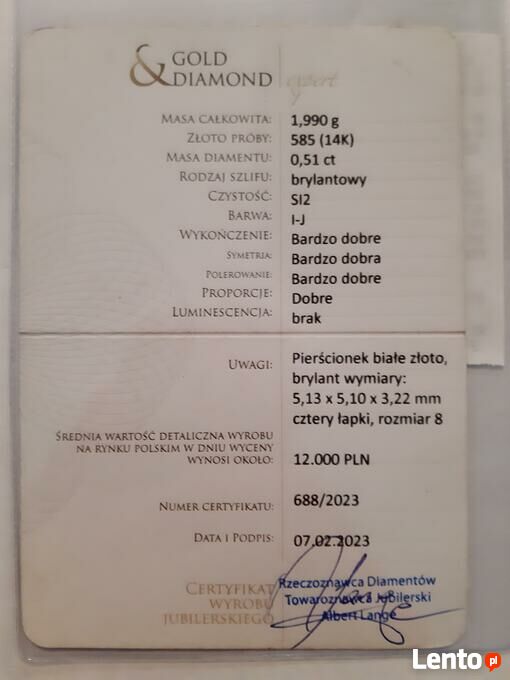 GOLD
& DIAMOND expert
MASA CAŁKOWITA: 1,990 g
ZŁOTO PRÓBY: 585 (14K)
MASA DIAMENTU: 0,51 ct
RODZAJ SZLIFU: brylantowy
CZYSTOŚĆ: SI2
BARWA: I-J
WYKOŃCZENIE: Bardzo dobre
SYMETRIA: Bardzo dobra
POLEROWANIE: Bardzo dobre
PROPORCJE: Dobre
LUMINESCENCJA: brak
UWAGI: Pierścionek białe złoto,
brylant wymiary:
5,13 x 5,10 x 3,22 mm
cztery łapki, rozmiar 8
ŚREDNIA WARTOŚĆ DETALICZNA WYROBU
NA RYNKU POLSKIM W DNIU WYCENY
WYNOSI OKOŁO: 12.000 PLN
NUMER CERTYFIKATU: 688/2023
DATA I PODPIS: 07.02.2023
CERTYFIKAT
WYROBU
JUBILERSKIEGO
Rzeczoznawca Diamentów
Towaroznawca Jubilerski
Albert Lange
Lento.pl